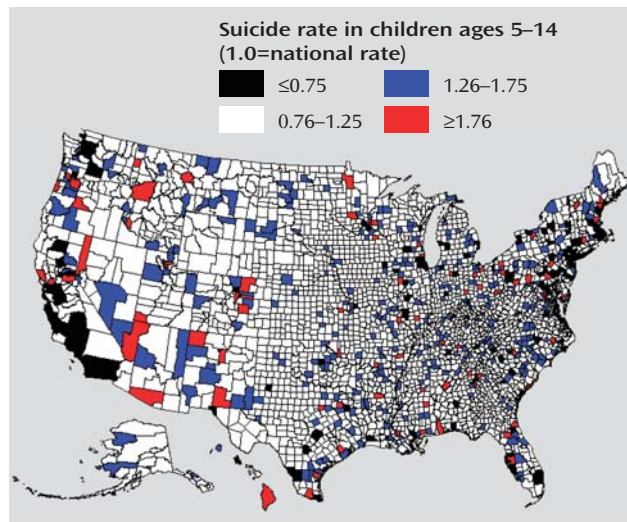 Suicide rate in children ages 5–14
(1.0=national rate)
≤0.75
1.26–1.75
0.76–1.25
≥1.76